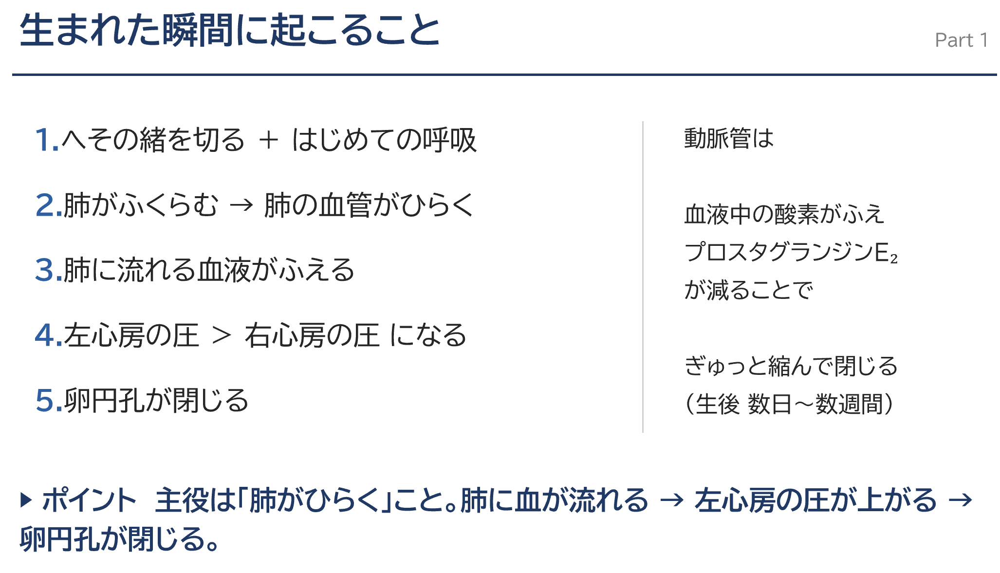 生まれた瞬間に起こること
Part 1
1.へその緒を切る ＋ はじめての呼吸
2.肺がふくらむ → 肺の血管がひらく
3.肺に流れる血液がふえる
4.左心房の圧 ＞ 右心房の圧 になる
5.卵円孔が閉じる
動脈管は
血液中の酸素がふえ
プロスタグランジンE₂
が減ることで
ぎゅっと縮んで閉じる
（生後 数日～数週間）
▶ ポイント　主役は「肺がひらく」こと。肺に血が流れる → 左心房の圧が上がる →
卵円孔が閉じる。